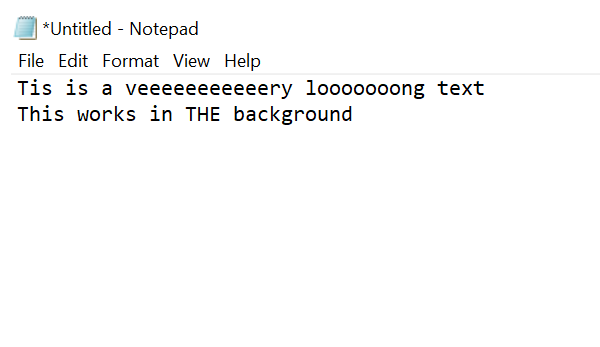 *Untitled - Notepad
File Edit Format View Help
Tis is a veeeeeeeeeeery looooooong text
This works in THE background